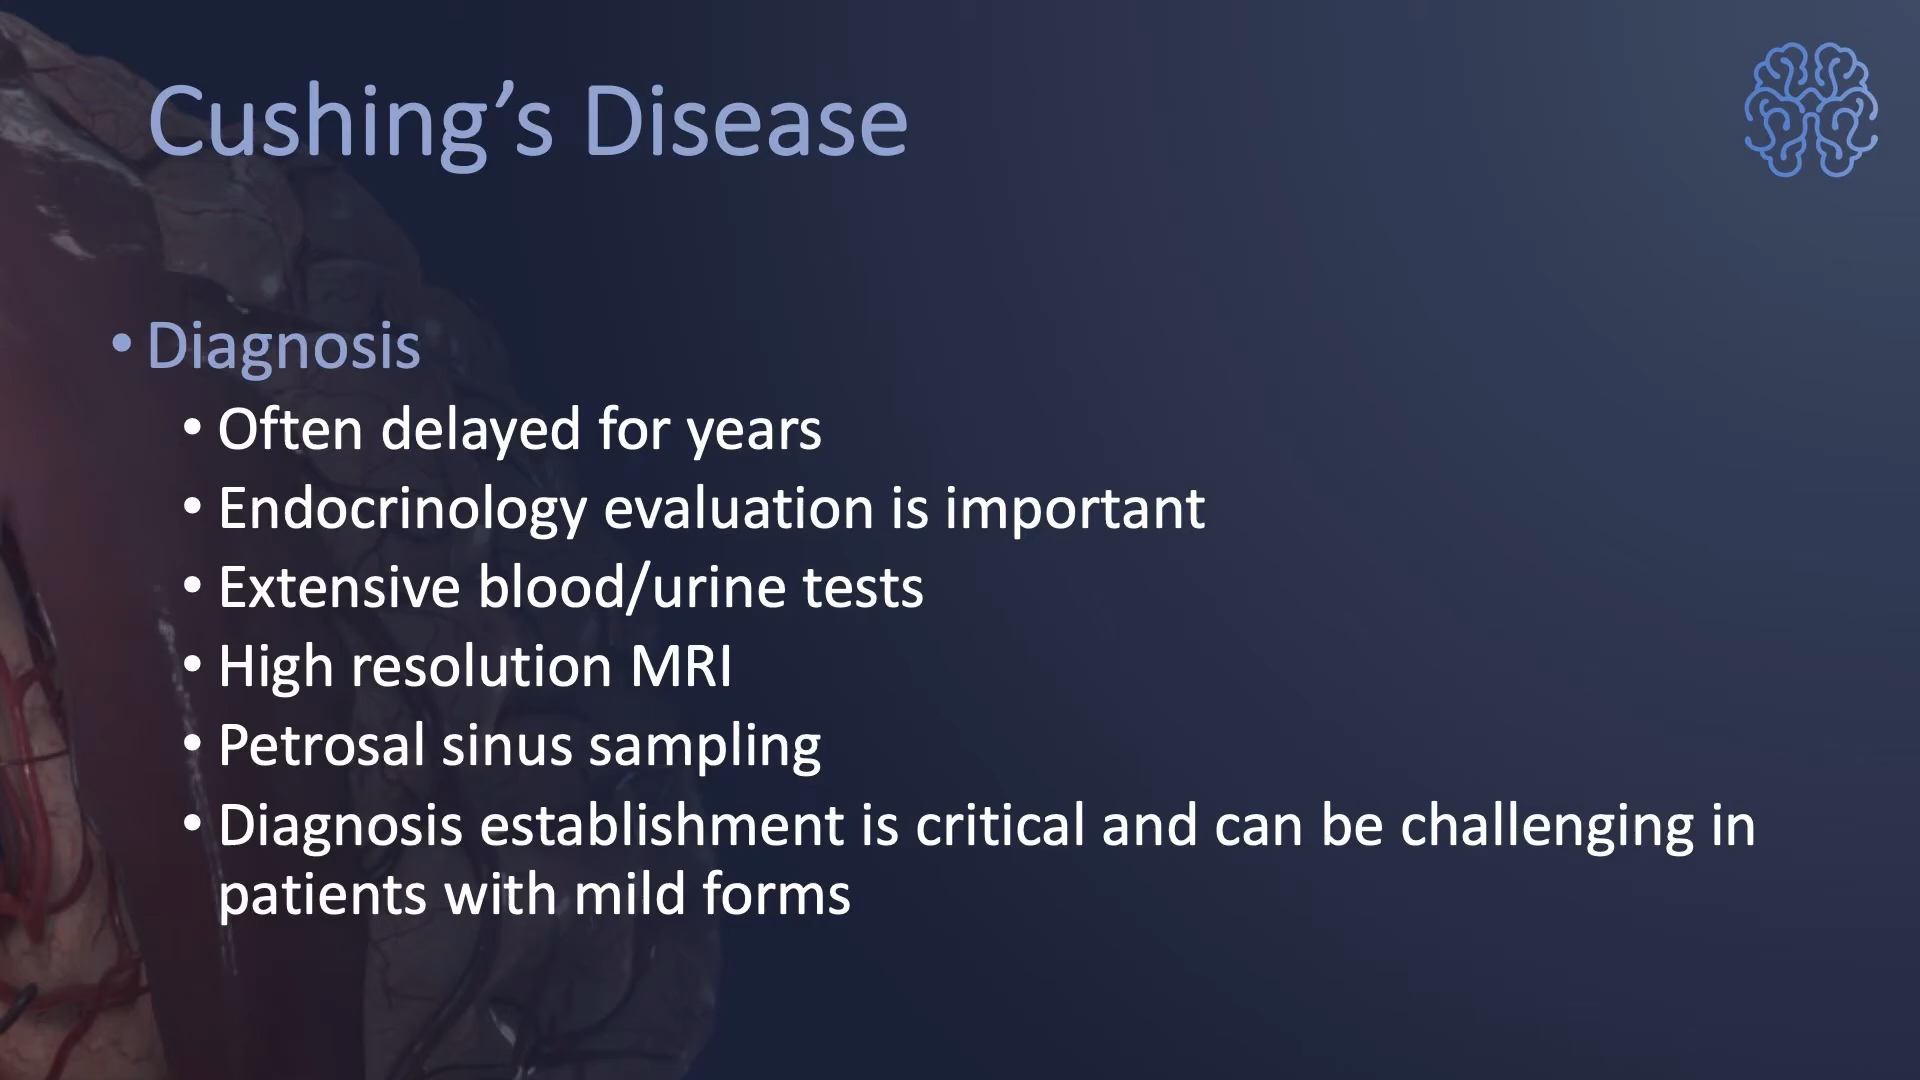 Cushing’s Disease
• Diagnosis
• Often delayed for years
• Endocrinology evaluation is important
• Extensive blood/urine tests
• High resolution MRI
• Petrosal sinus sampling
• Diagnosis establishment is critical and can be challenging in
patients with mild forms